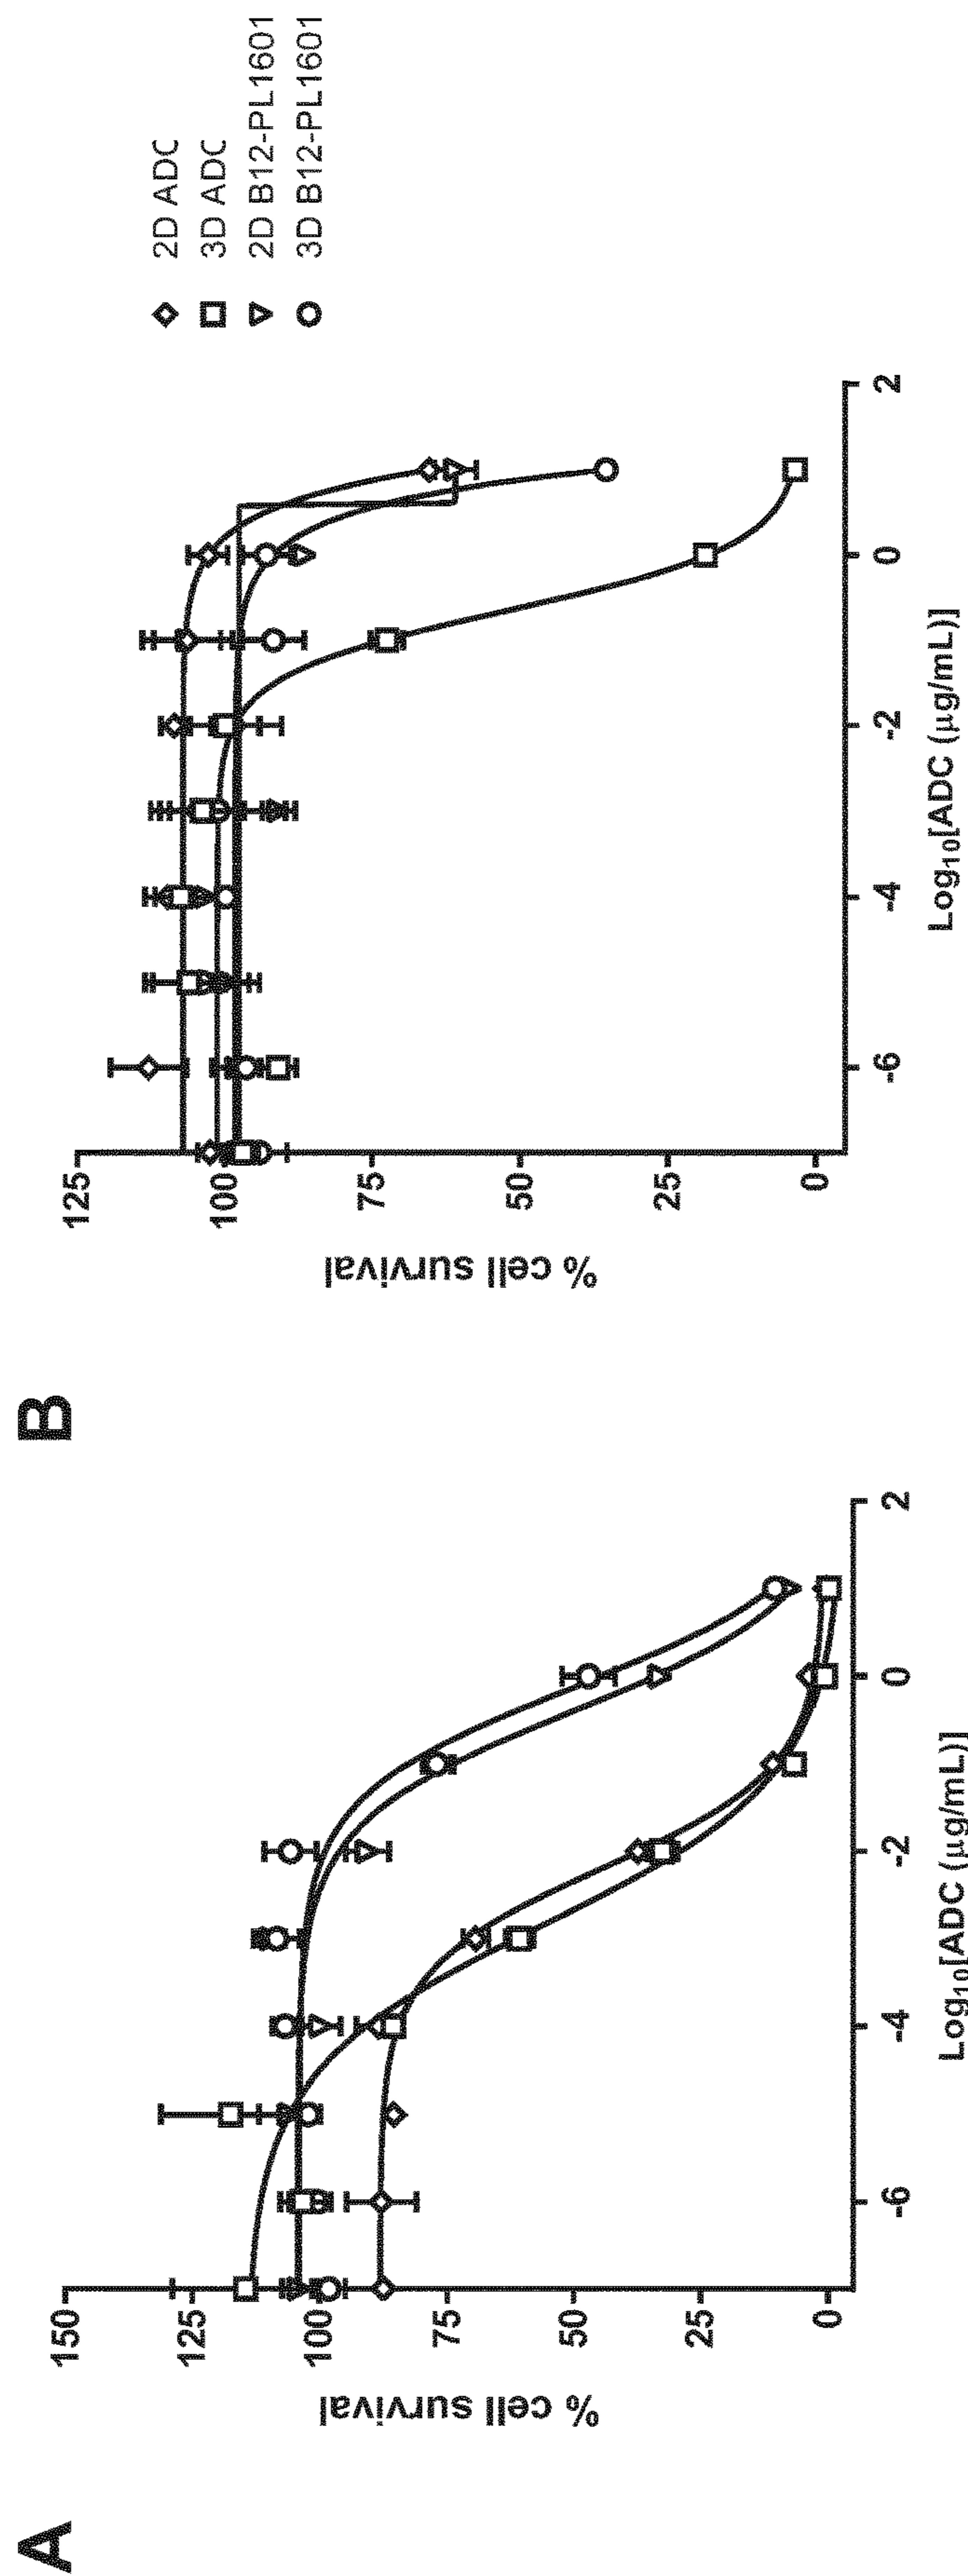 A
% cell survival
150
125
100
75
50
25
0
-6
-4
-2
0
2
Log₁₀[ADC (µg/mL)]
B
% cell survival
125
100
75
50
25
0
-6
-4
-2
0
2
Log₁₀[ADC (µg/mL)]
2D ADC
3D ADC
2D B12-PL1601
3D B12-PL1601